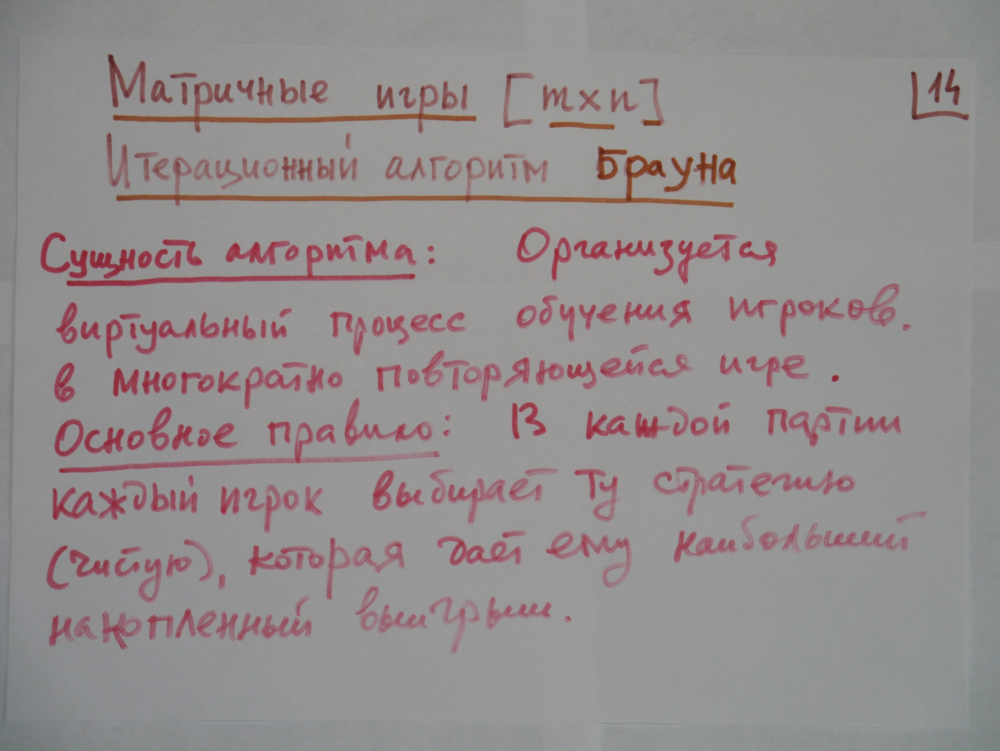 Матричные игры [m×n]
14
Итерационный алгоритм Брауна
Сущность алгоритма: Организуется
виртуальный процесс обучения игроков.
в многократно повторяющейся игре.
Основное правило: В каждой партии
каждый игрок выбирает ту стратегию
(чистую), которая даёт ему наибольший
накопленный выигрыш.